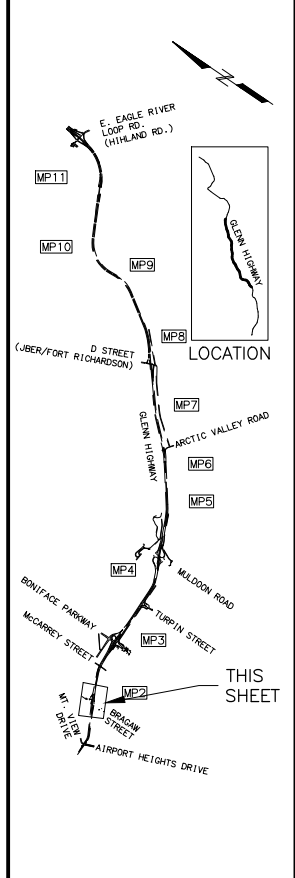 N
E. EAGLE RIVER
LOOP RD.
(HIHLAND RD.)
MP11
GLENN HIGHWAY
MP10
MP9
MP8
D STREET
(JBER/FORT RICHARDSON)
LOCATION
MP7
GLENN HIGHWAY
ARCTIC VALLEY ROAD
MP6
MP5
MP4
MULDOON ROAD
BONIFACE PARKWAY
TURPIN STREET
McCARREY STREET
MP3
THIS
SHEET
MP2
MT. VIEW
DRIVE
BRAGAW
STREET
AIRPORT HEIGHTS DRIVE